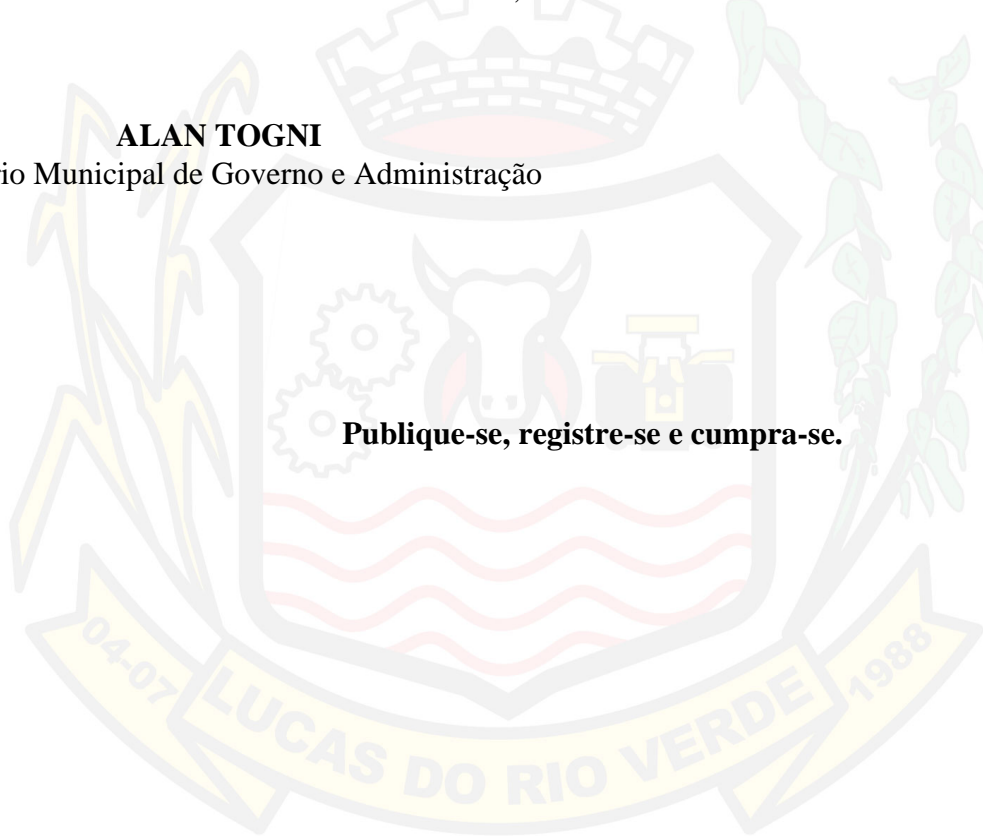 ALAN TOGNI
rio Municipal de Governo e Administração
Publique-se, registre-se e cumpra-se.
04-07
LUCAS DO RIO VERDE
1988